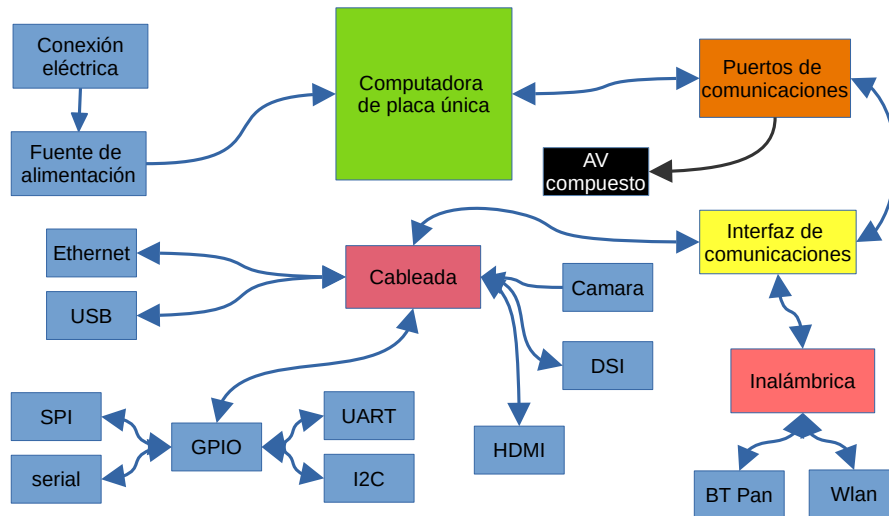 Conexión
eléctrica
Computadora
de placa única
Puertos de
comunicaciones
Fuente de
alimentación
AV
compuesto
Interfaz de
comunicaciones
Ethernet
Cableada
Camara
USB
DSI
Inalámbrica
SPI
UART
GPIO
HDMI
serial
I2C
BT Pan
Wlan